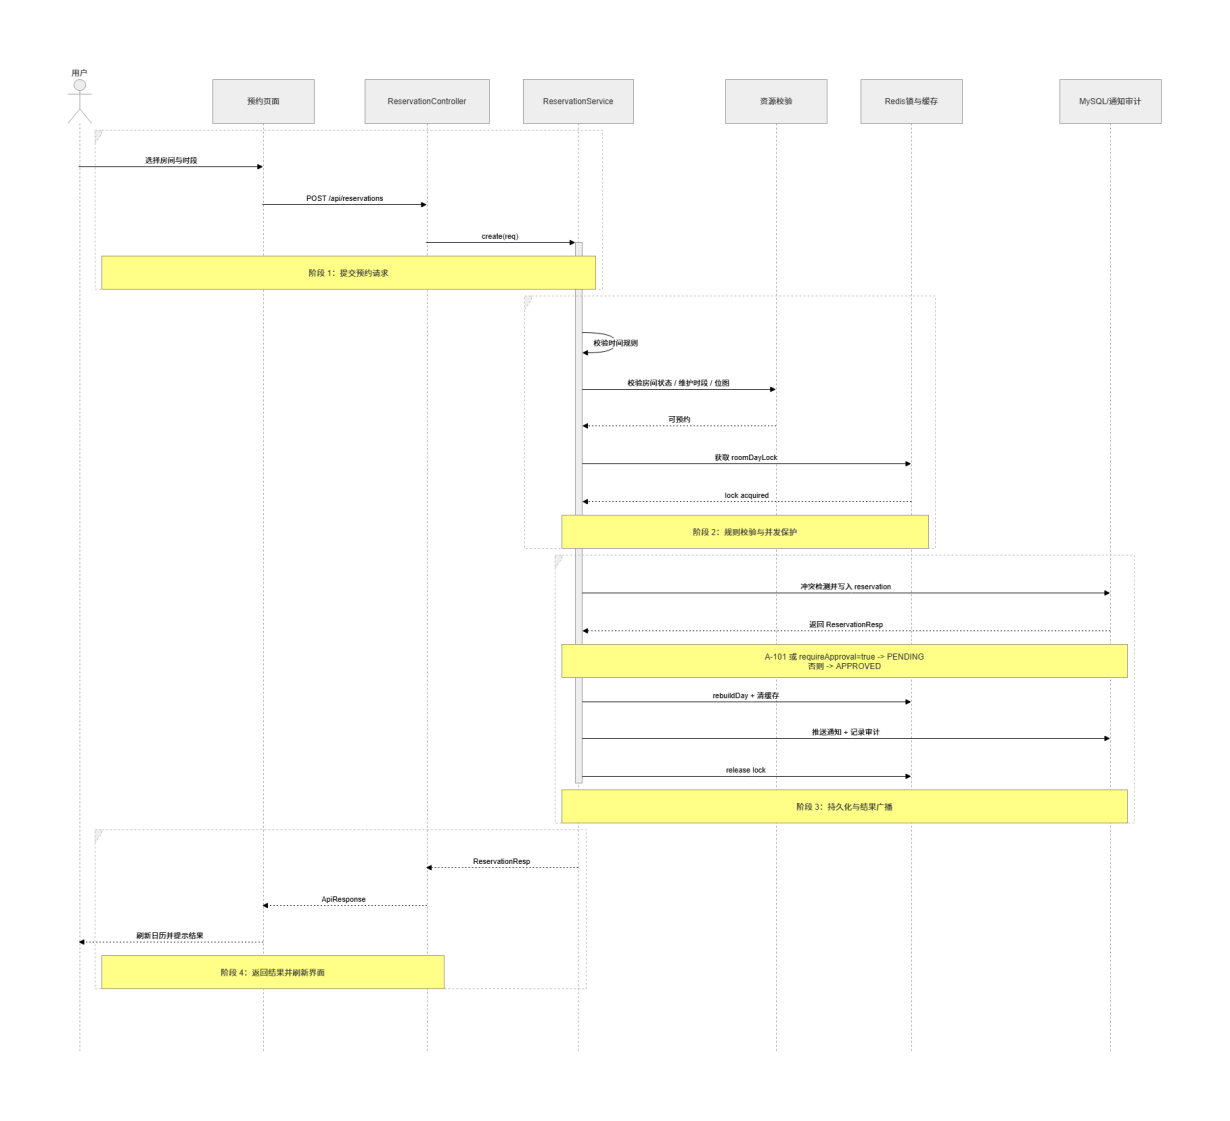 用户
预约页面
ReservationController
ReservationService
资源校验
Redis锁与缓存
MySQL/通知审计
选择房间与时段
POST /api/reservations
create(req)
阶段 1：提交预约请求
校验时间规则
校验房间状态 / 维护时段 / 位图
可预约
获取 roomDayLock
lock acquired
阶段 2：规则校验与并发保护
冲突检测并写入 reservation
返回 ReservationResp
A-101 或 requireApproval=true -> PENDING
否则 -> APPROVED
rebuildDay + 清缓存
推送通知 + 记录审计
release lock
阶段 3：持久化与结果广播
ReservationResp
ApiResponse
刷新日历并提示结果
阶段 4：返回结果并刷新界面